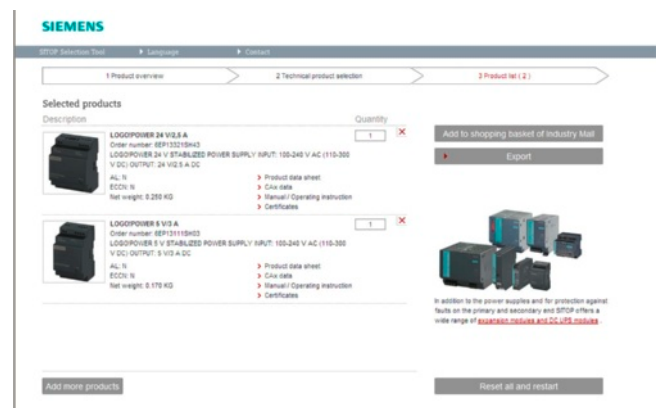 SIEMENS
SITOP Selection Tool Language Contact
1 Product overview 2 Technical product selection 3 Product list ( 2 )
Selected products
Description Quantity
LOGO!POWER 24 V/2,5 A 1
Order number: 6EP13321SH43
LOGO!POWER 24 V STABILIZED POWER SUPPLY INPUT: 100-240 V AC (110-300
V DC) OUTPUT: 24 V/2.5 A DC
AL: N Product data sheet
ECCN: N CAx data
Net weight: 0.250 KG Manual / Operating instruction
Certificates
LOGO!POWER 5 V/3 A 1
Order number: 6EP13111SH03
LOGO!POWER 5 V STABILIZED POWER SUPPLY INPUT: 100-240 V AC (110-300
V DC) OUTPUT: 5 V/3 A DC
AL: N Product data sheet
ECCN: N CAx data
Net weight: 0.170 KG Manual / Operating instruction
Certificates
Add to shopping basket of Industry Mall
Export
In addition to the power supplies and for protection against
faults on the primary and secondary end SITOP offers a
wide range of expansion modules and DC UPS modules .
Add more products Reset all and restart